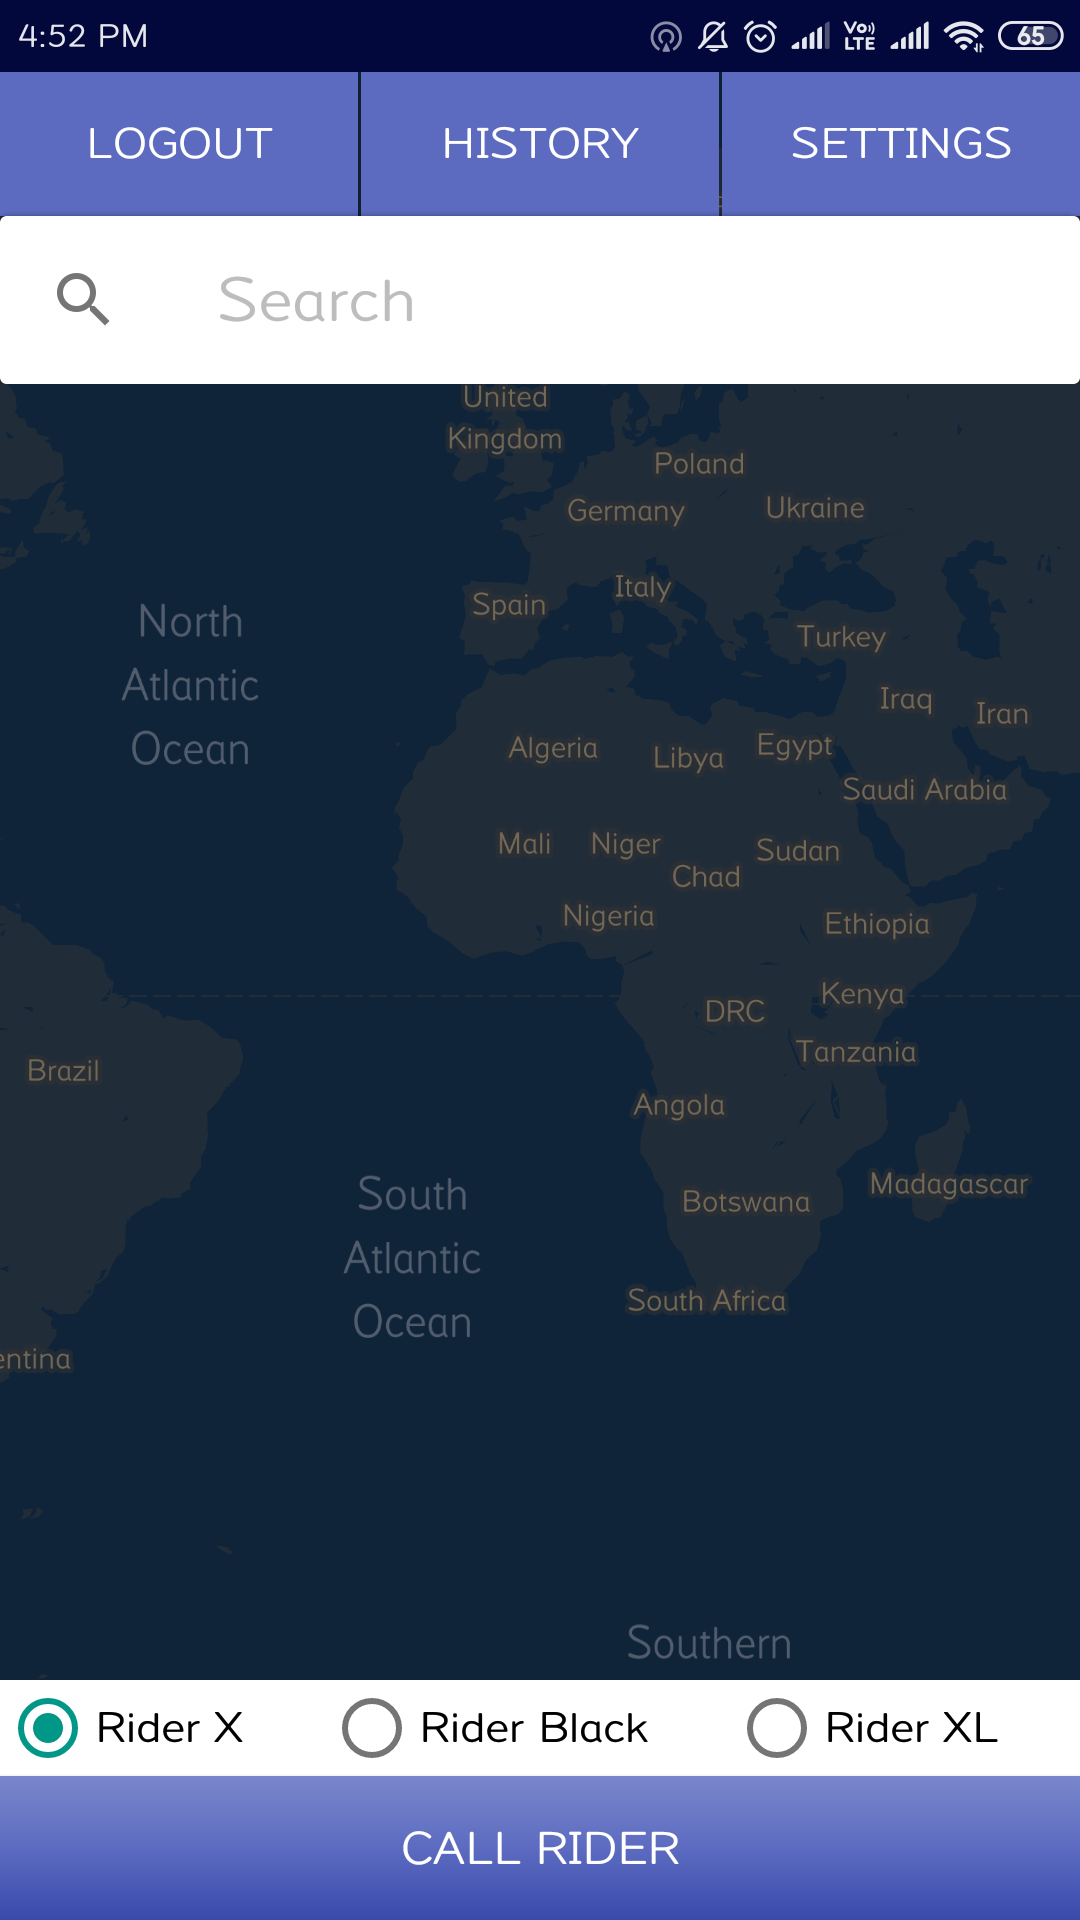 4:52 PM
Vo))
LTE
65
LOGOUT
HISTORY
SETTINGS
Search
United
Kingdom
Poland
Germany
Ukraine
Italy
Spain
North
Atlantic
Ocean
Turkey
Iraq
Iran
Algeria
Libya
Egypt
Saudi Arabia
Mali
Niger
Chad
Sudan
Nigeria
Ethiopia
Kenya
DRC
Tanzania
Brazil
Angola
Madagascar
Botswana
South
Atlantic
Ocean
South Africa
entina
Southern
Rider X
Rider Black
Rider XL
CALL RIDER